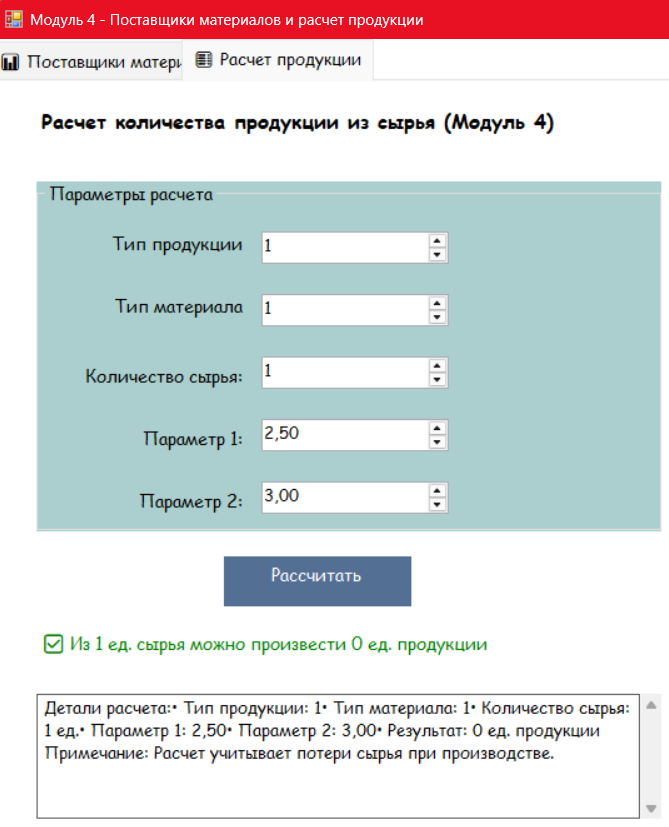 Модуль 4 - Поставщики материалов и расчет продукции
Поставщики матери
Расчет продукции
Расчет количества продукции из сырья (Модуль 4)
Параметры расчета
Тип продукции 1
Тип материала 1
Количество сырья: 1
Параметр 1: 2,50
Параметр 2: 3,00
Рассчитать
Из 1 ед. сырья можно произвести 0 ед. продукции
Детали расчета:• Тип продукции: 1• Тип материала: 1• Количество сырья:
1 ед.• Параметр 1: 2,50• Параметр 2: 3,00• Результат: 0 ед. продукции
Примечание: Расчет учитывает потери сырья при производстве.